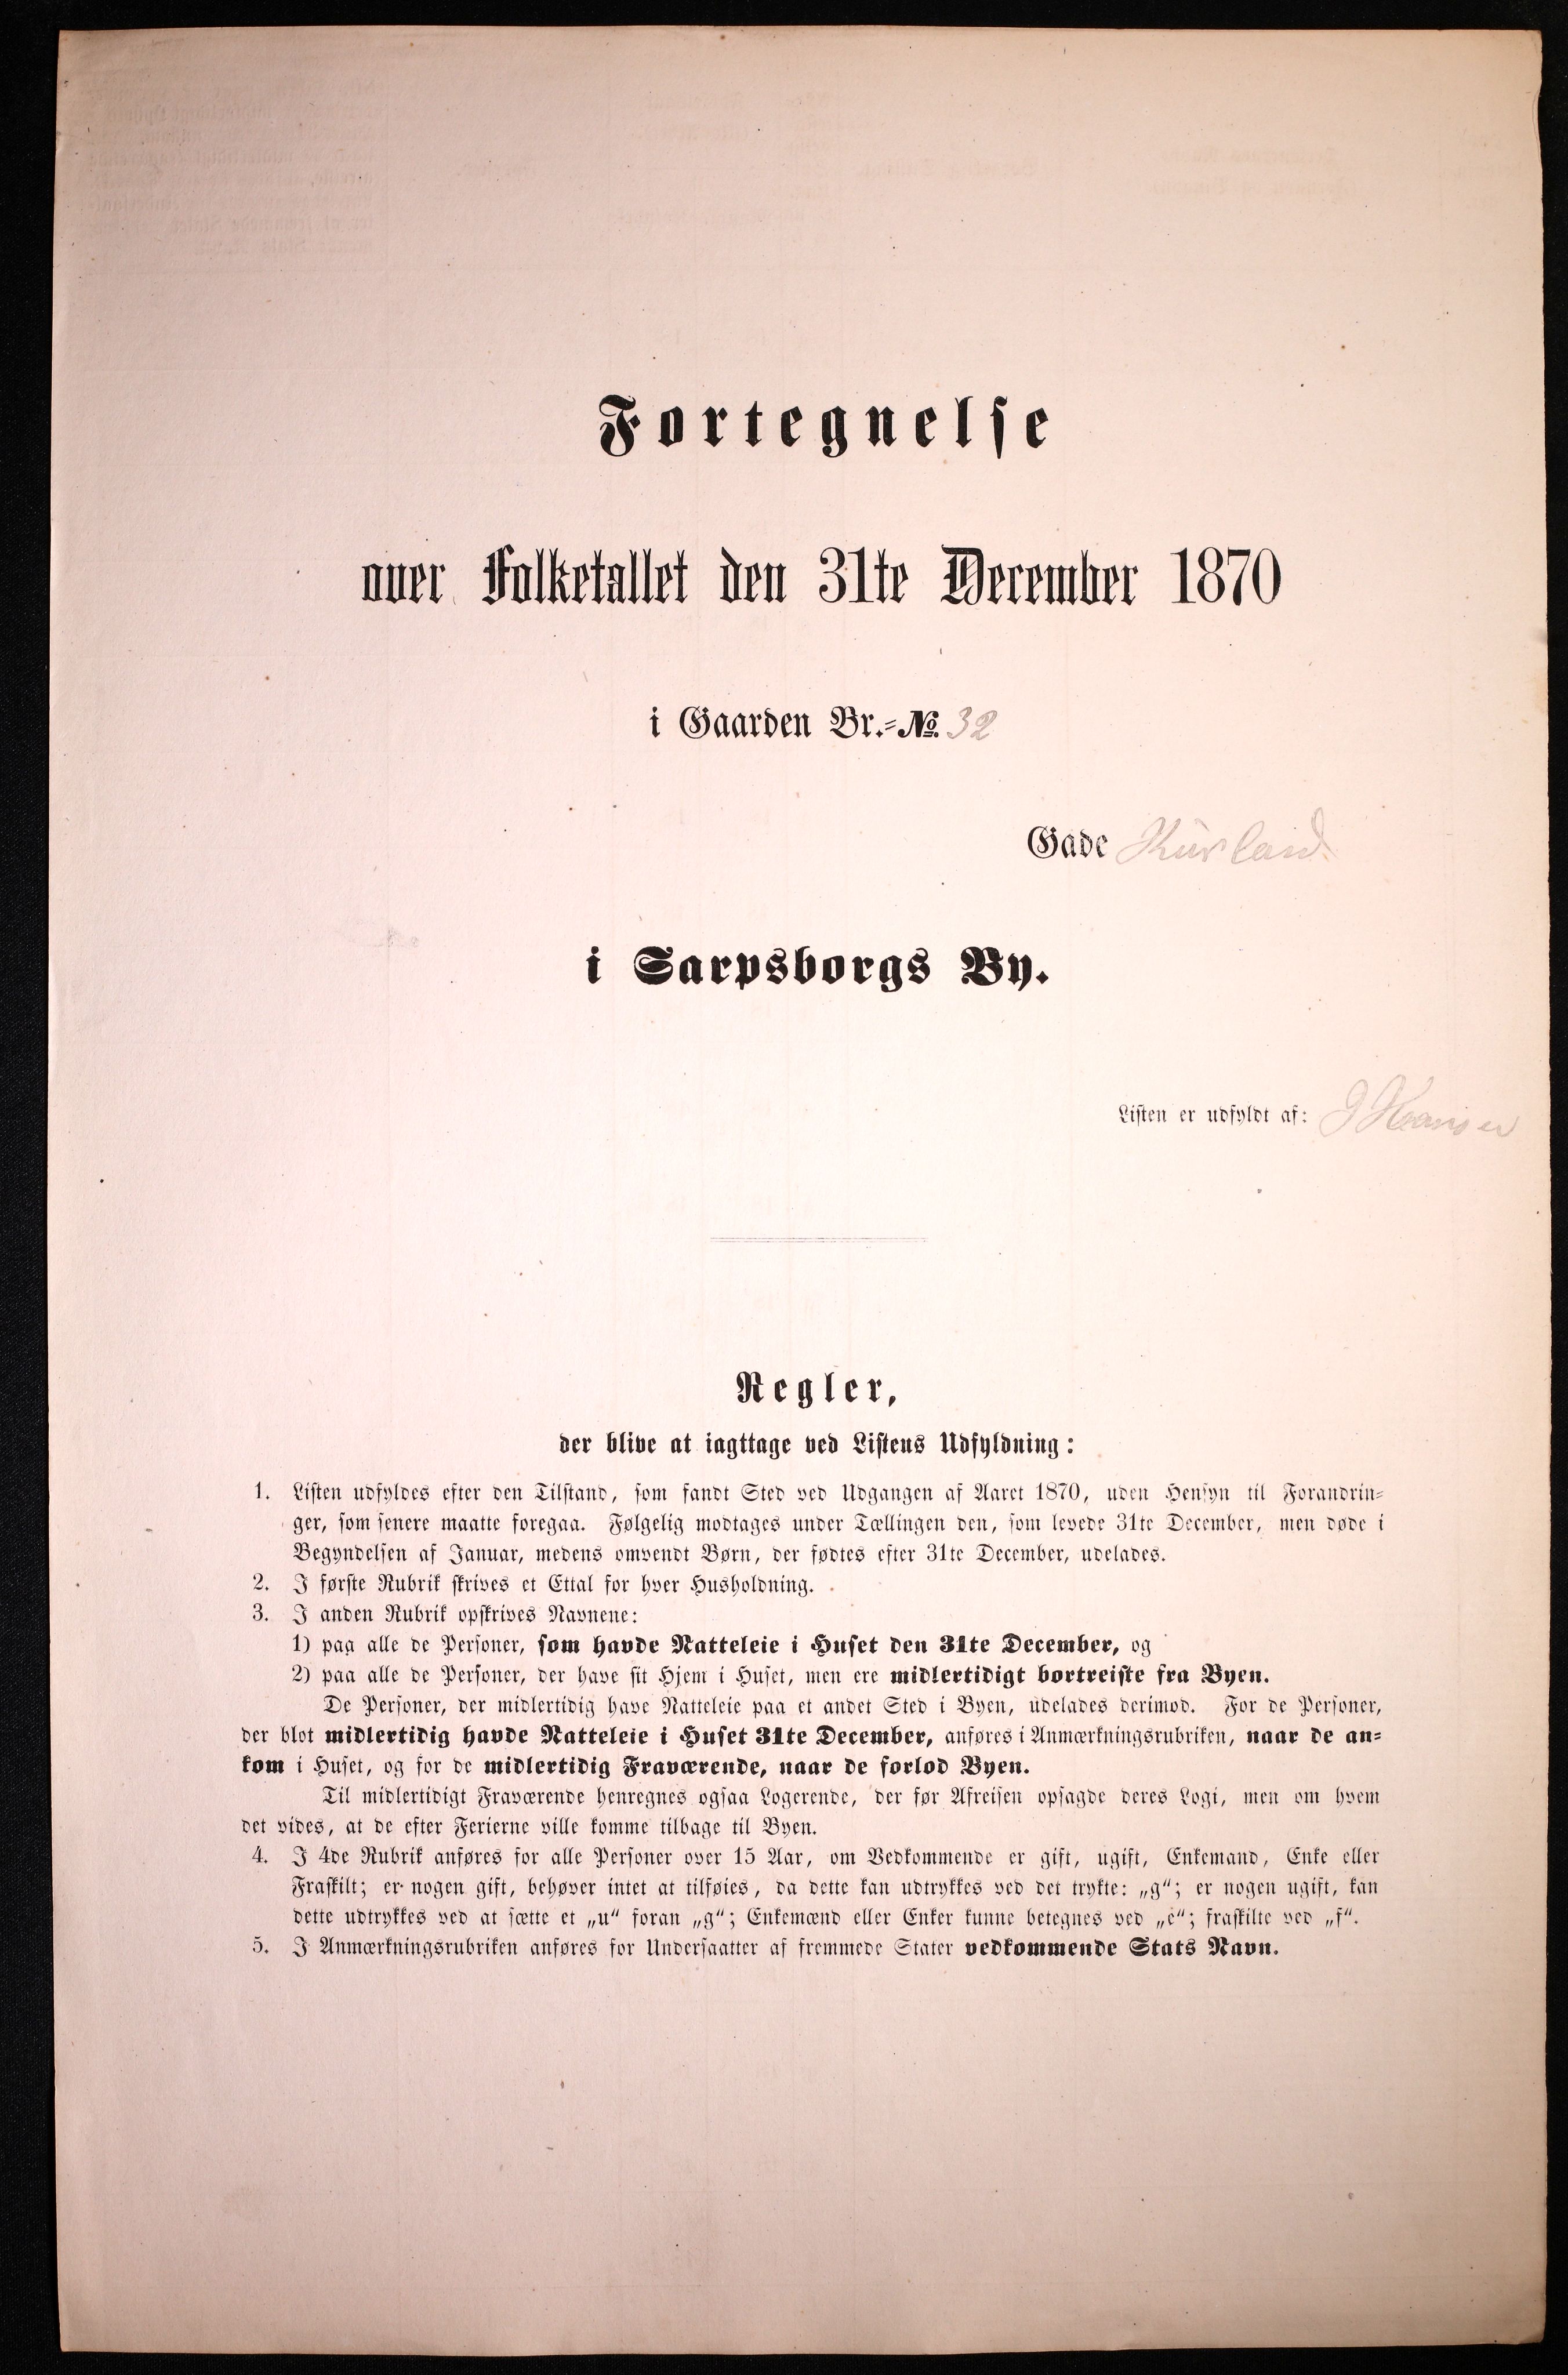 Fortegnelse
over Folketallet den 31te December 1870
i Gaarden Br.-No. 32
Gade Kurland
i Sarpsborgs By.
Listen er udfyldt af: J Hansen
Regler,
der blive at iagttage ved Listens Udfyldning:
1. Listen udfyldes efter den Tilstand, som fandt Sted ved Udgangen af Aaret 1870, uden Hensyn til Forandrin-
ger, som senere maatte foregaa. Følgelig modtages under Tællingen den, som levede 31te December, men døde i
Begyndelsen af Januar, medens omvendt Børn, der fødtes efter 31te December, udelades.
2. I første Rubrik skrives et Ettal for hver Husholdning.
3. I anden Rubrik opskrives Navnene:
1) paa alle de Personer, som havde Natteleie i Huset den 31te December, og
2) paa alle de Personer, der have sit Hjem i Huset, men ere midlertidigt bortreiste fra Byen.
De Personer, der midlertidig have Natteleie paa et andet Sted i Byen, udelades derimod. For de Personer,
der blot midlertidig havde Natteleie i Huset 31te December, anføres i Anmærkningsrubriken, naar de an-
kom i Huset, og for de midlertidig Fraværende, naar de forlod Byen.
Til midlertidigt Fraværende henregnes ogsaa Logerende, der før Afreisen opsagde deres Logi, men om hvem
det vides, at de efter Ferierne ville komme tilbage til Byen.
4. I 4de Rubrik anføres for alle Personer over 15 Aar, om Vedkommende er gift, ugift, Enkemand, Enke eller
Fraskilt; er nogen gift, behøver intet at tilføies, da dette kan udtrykkes ved det trykte: „g“; er nogen ugift, kan
dette udtrykkes ved at sætte et „u“ foran „g“; Enkemænd eller Enker kunne betegnes ved „e“; fraskilte ved „f“.
5. I Anmærkningsrubriken anføres for Undersaatter af fremmede Stater vedkommende Stats Navn.